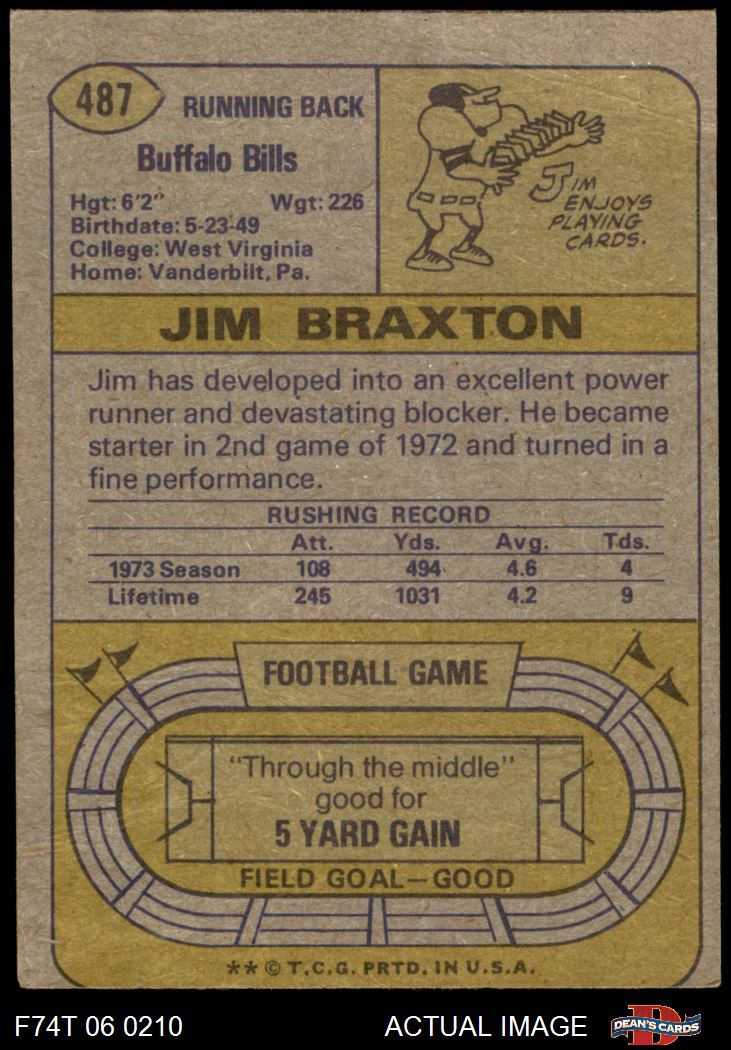 487
RUNNING BACK
Buffalo Bills
Hgt: 6'2" Wgt: 226
Birthdate: 5-23-49
College: West Virginia
Home: Vanderbilt, Pa.
JIM
ENJOYS
PLAYING
CARDS.
JIM BRAXTON
Jim has developed into an excellent power
runner and devastating blocker. He became
starter in 2nd game of 1972 and turned in a
fine performance.
RUSHING RECORD
Att. Yds. Avg. Tds.
1973 Season 108 494 4.6 4
Lifetime 245 1031 4.2 9
FOOTBALL GAME
"Through the middle"
good for
5 YARD GAIN
FIELD GOAL—GOOD
** © T.C.G. PRTD. IN U.S.A.
F74T 06 0210 ACTUAL IMAGE D DEAN'S CARDS